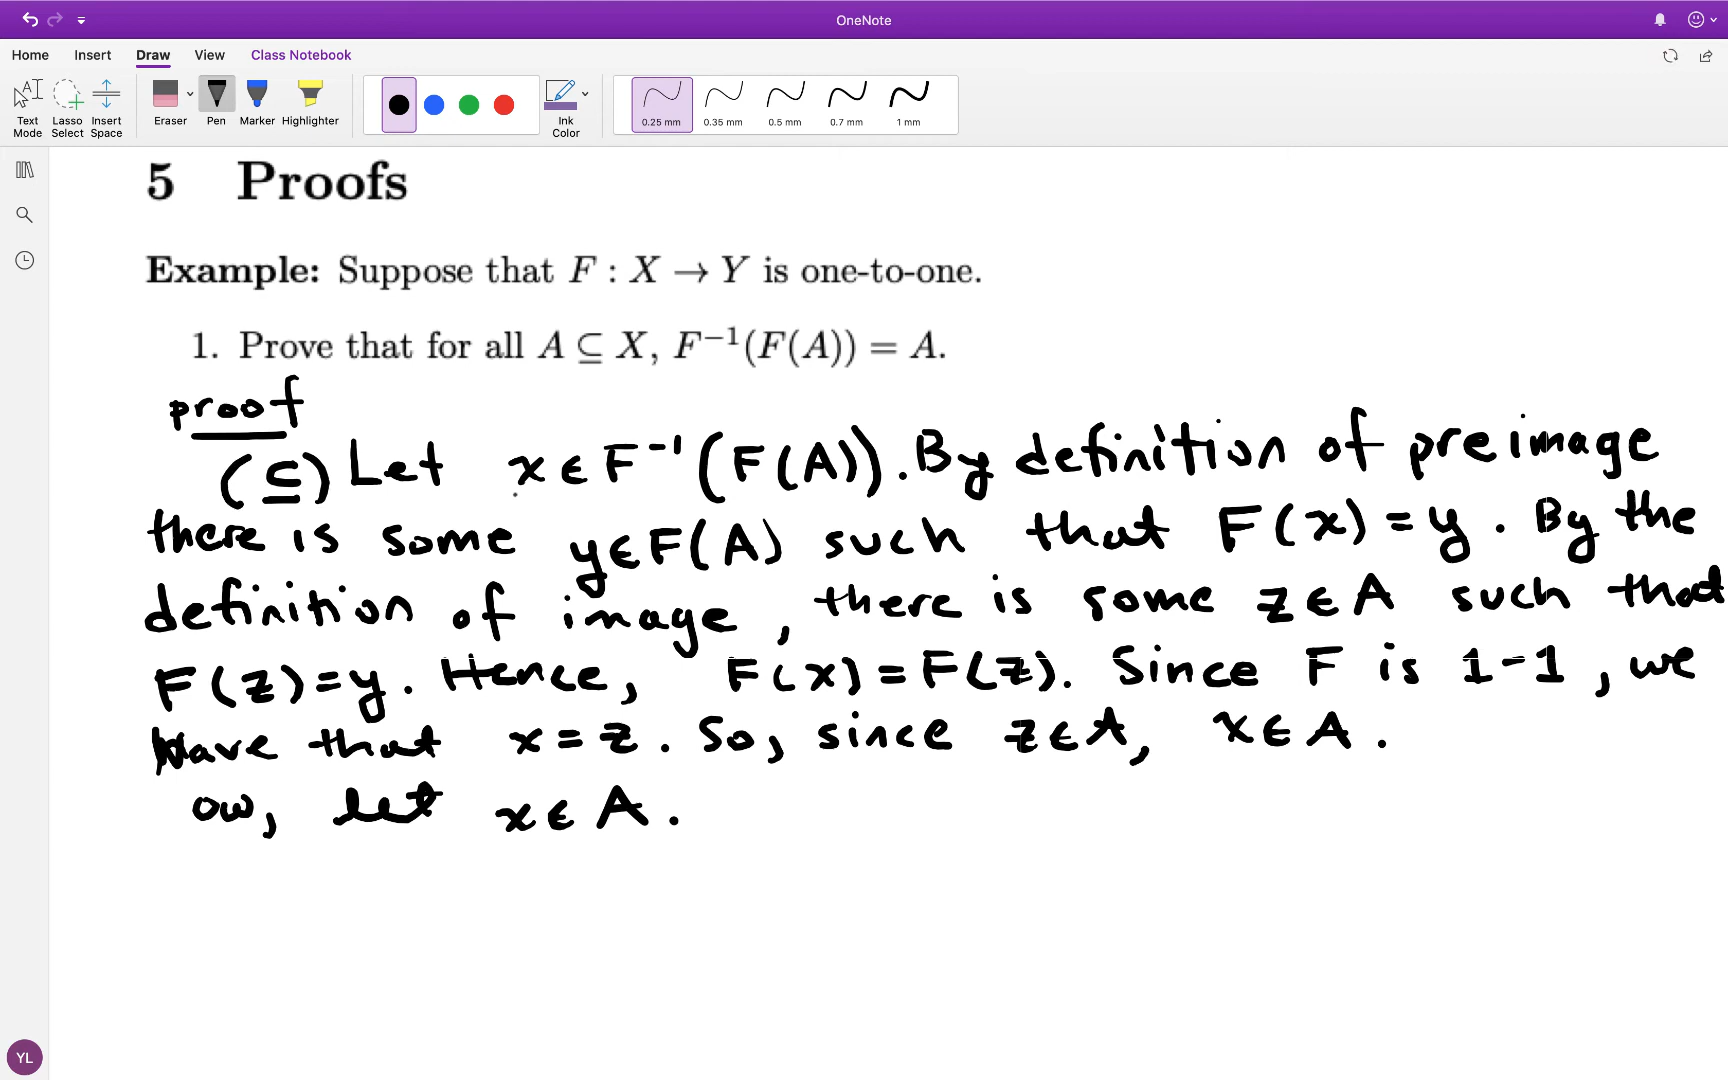 OneNote
Home Insert Draw View Class Notebook
Text Mode Lasso Select Insert Space Eraser Pen Marker Highlighter Ink Color 0.25 mm 0.35 mm 0.5 mm 0.7 mm 1 mm
5 Proofs
Example: Suppose that F : X → Y is one-to-one.
1. Prove that for all A ⊆ X, F⁻¹(F(A)) = A.
proof
(⊆) Let x ∈ F⁻¹(F(A)). By definition of preimage
there is some y ∈ F(A) such that F(x) = y. By the
definition of image, there is some z ∈ A such that
F(z) = y. Hence, F(x) = F(z). Since F is 1-1, we
have that x = z. So, since z ∈ A, x ∈ A.
ow, let x ∈ A.
YL